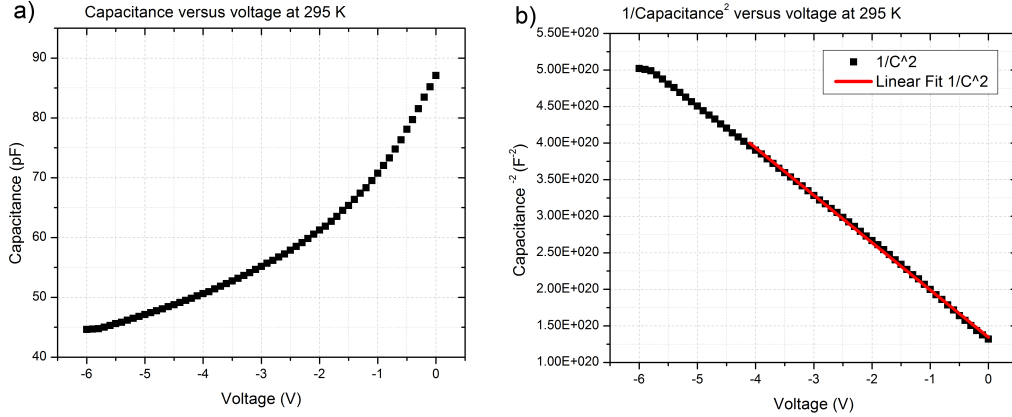 a)
Capacitance versus voltage at 295 K
90
80
70
60
50
40
Capacitance (pF)
-6 -5 -4 -3 -2 -1 0
Voltage (V)
b)
1/Capacitance² versus voltage at 295 K
5.50E+020
5.00E+020
4.50E+020
4.00E+020
3.50E+020
3.00E+020
2.50E+020
2.00E+020
1.50E+020
1.00E+020
Capacitance⁻² (F⁻²)
1/C^2
Linear Fit 1/C^2
-6 -5 -4 -3 -2 -1 0
Voltage (V)